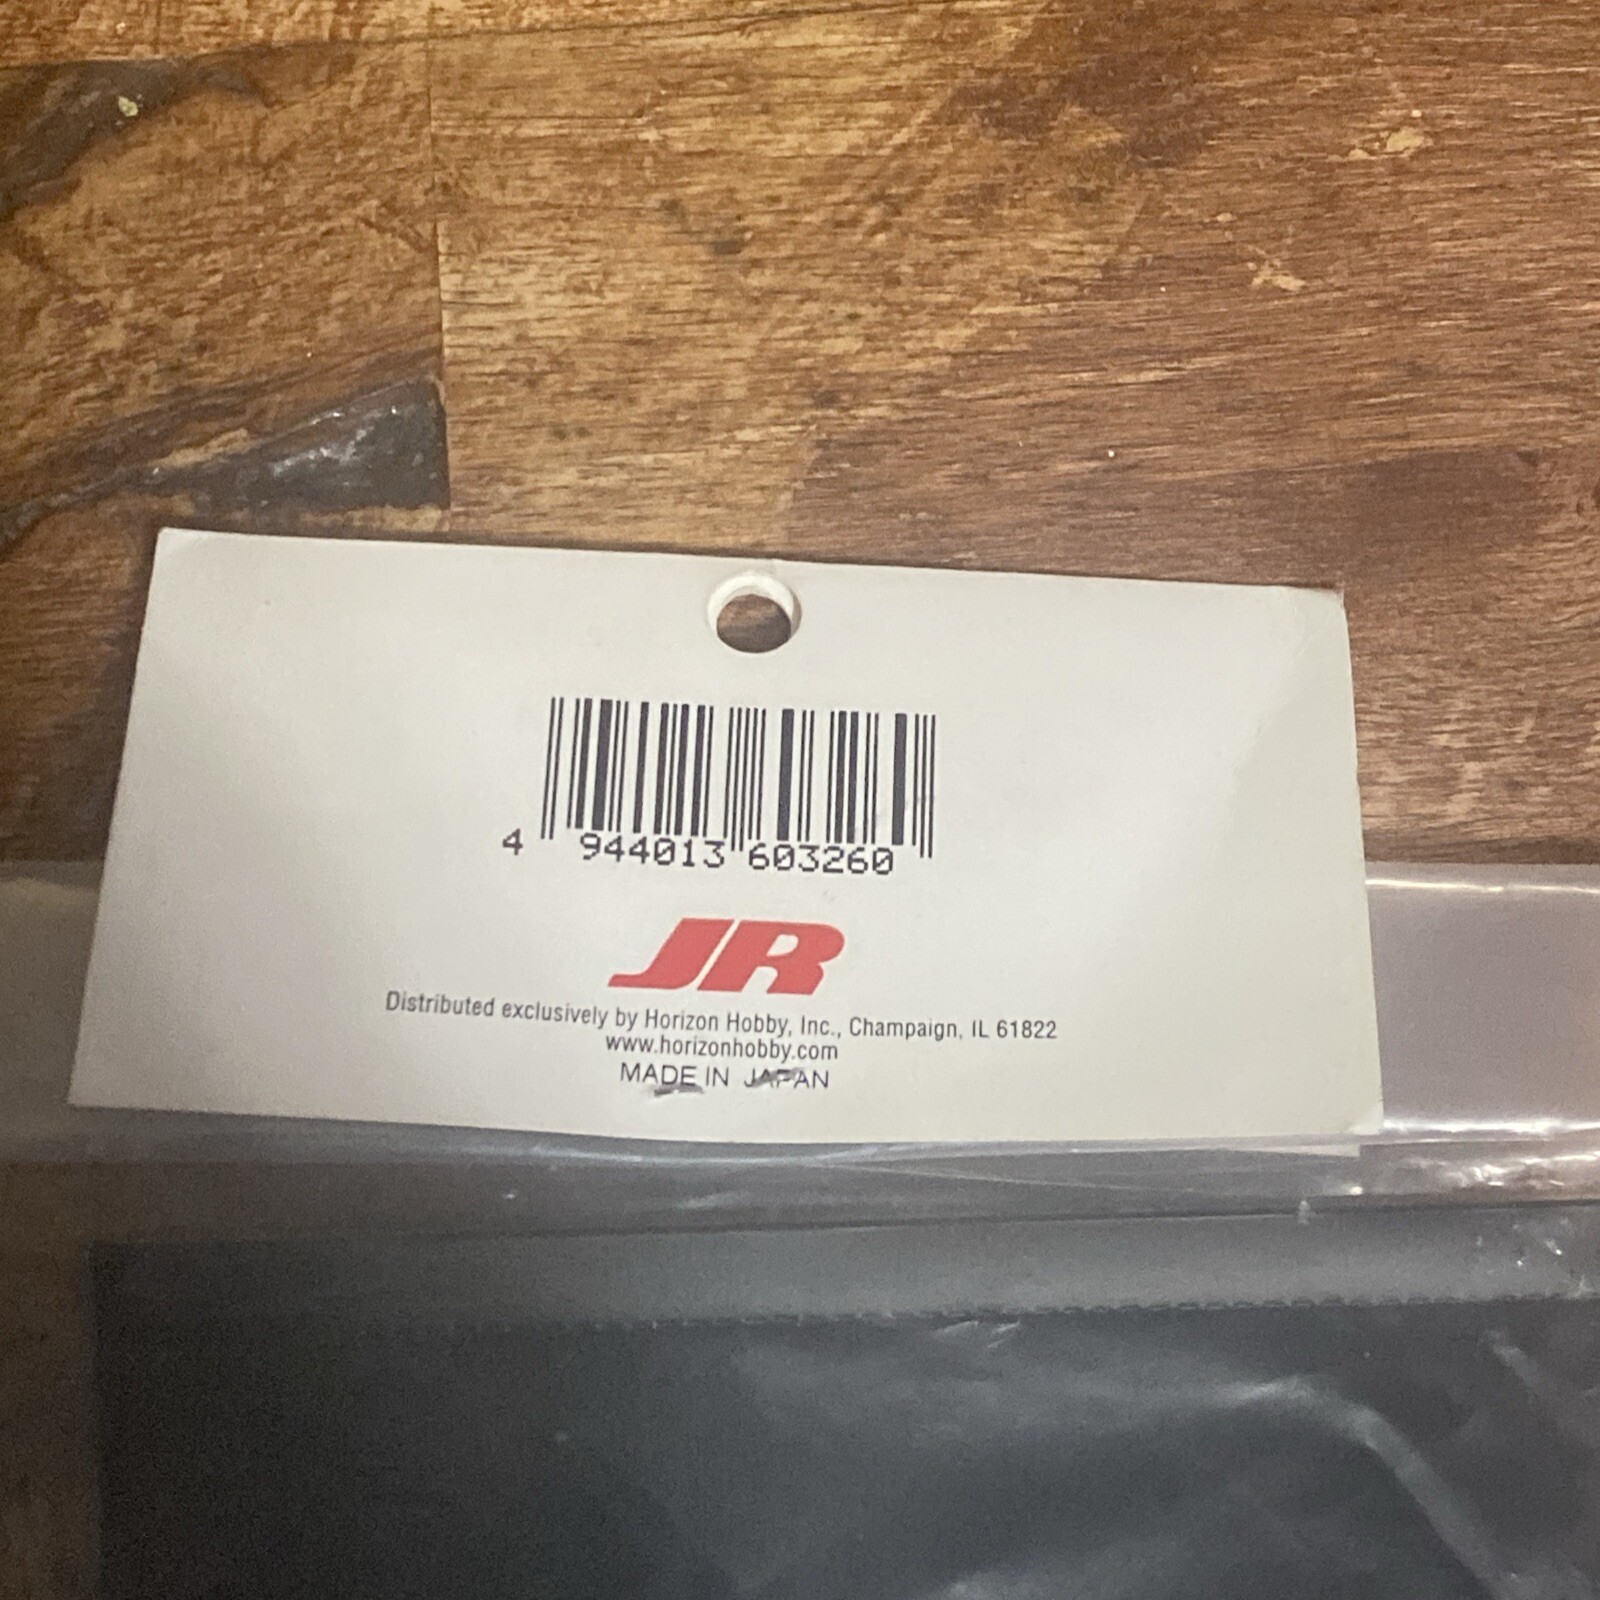 4 944013 603260
JR
Distributed exclusively by Horizon Hobby, Inc., Champaign, IL 61822
www.horizonhobby.com
MADE IN JAPAN